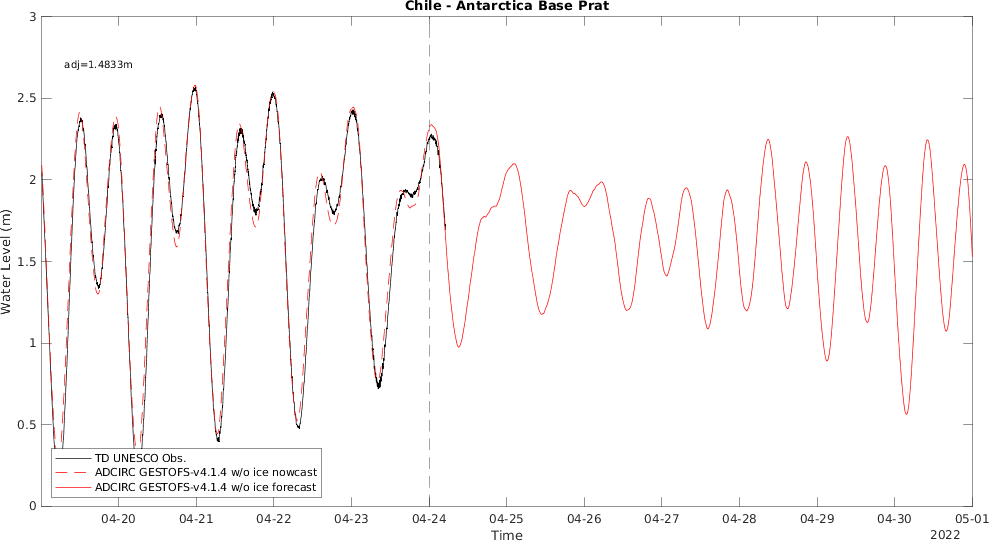 Chile - Antarctica Base Prat
adj=1.4833m
Water Level (m)
3
2.5
2
1.5
1
0.5
0
TD UNESCO Obs.
ADCIRC GESTOFS-v4.1.4 w/o ice nowcast
ADCIRC GESTOFS-v4.1.4 w/o ice forecast
04-20 04-21 04-22 04-23 04-24 04-25 04-26 04-27 04-28 04-29 04-30 05-01
Time
2022